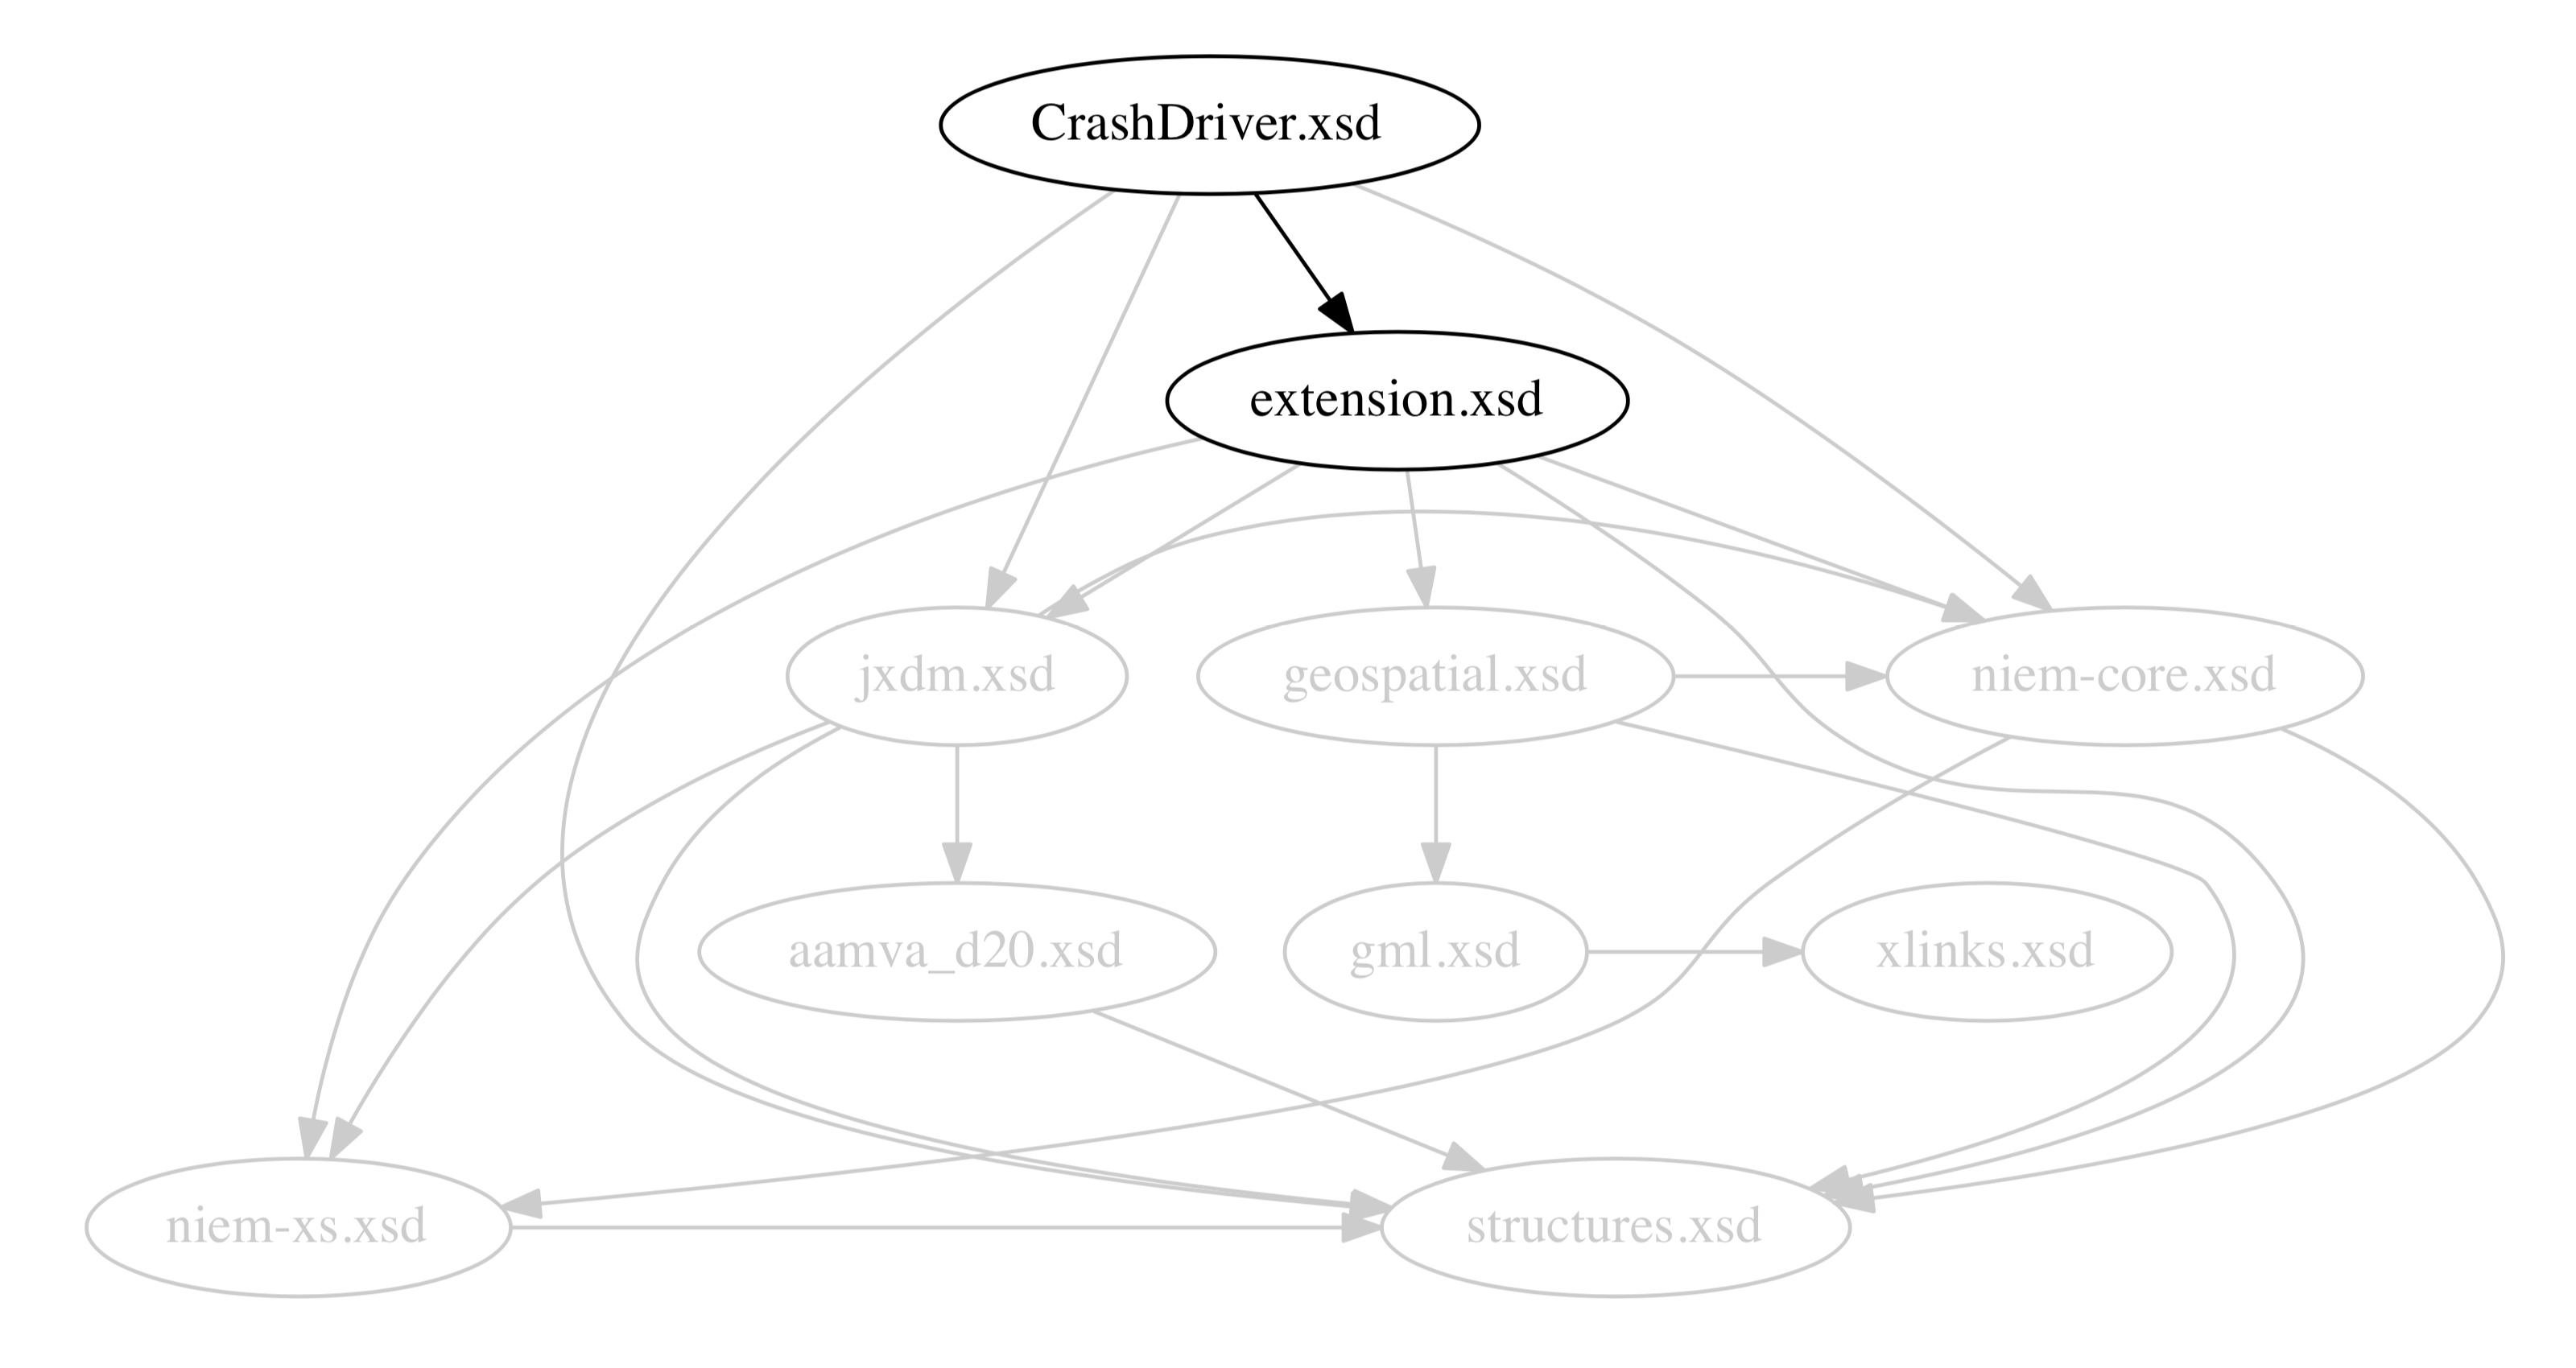 CrashDriver.xsd
extension.xsd
jxdm.xsd
geospatial.xsd
niem-core.xsd
aamva_d20.xsd
gml.xsd
xlinks.xsd
niem-xs.xsd
structures.xsd